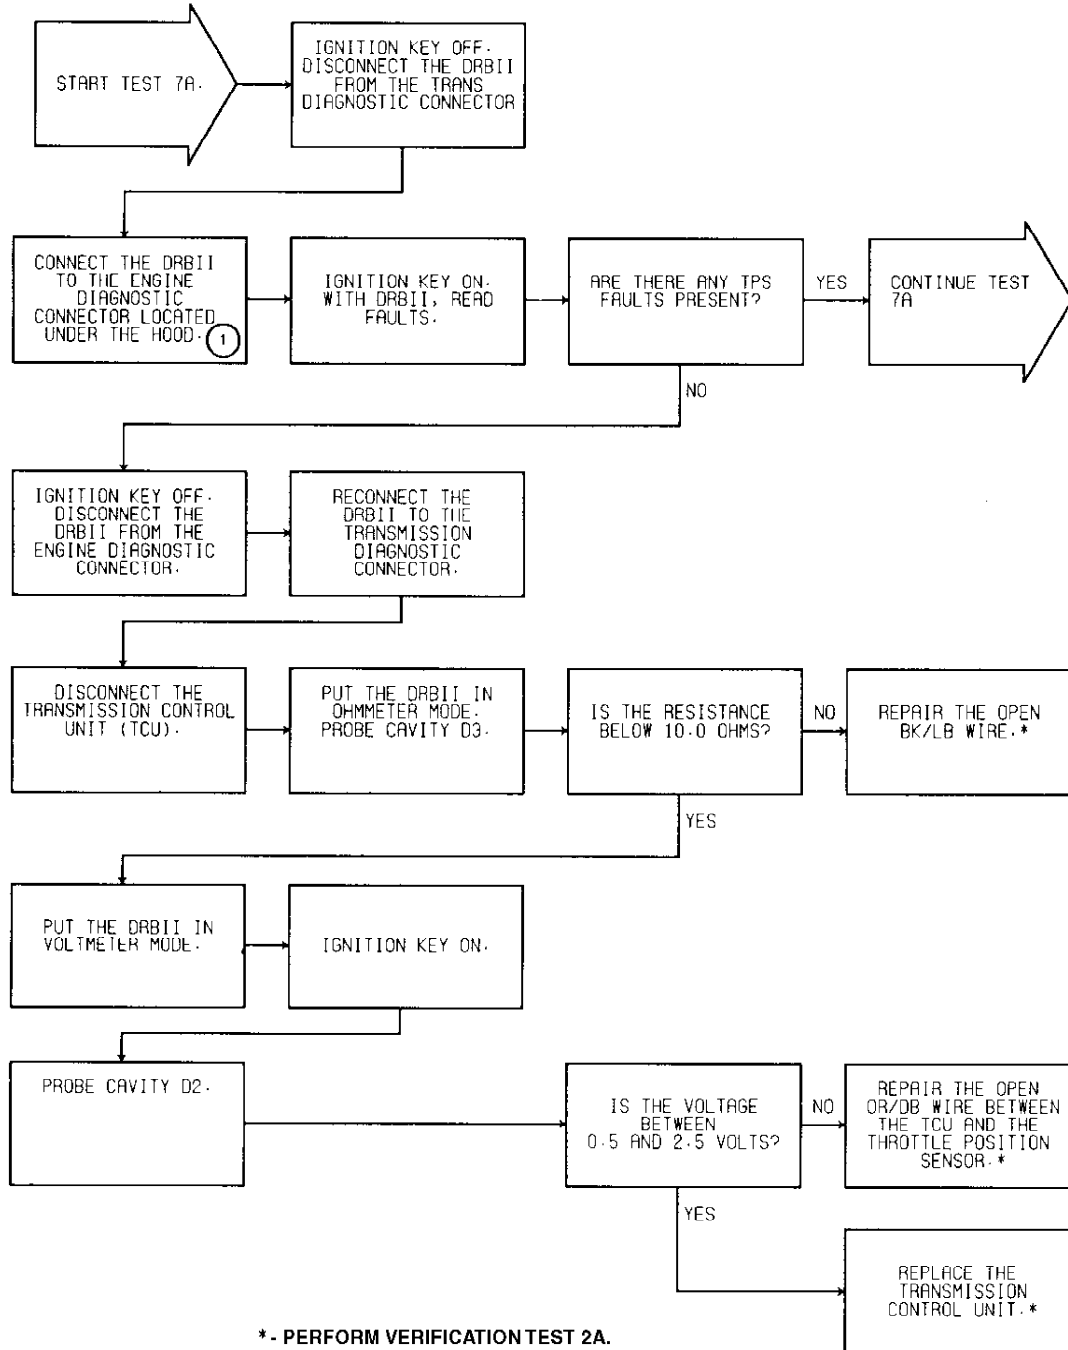 START TEST 7A.
IGNITION KEY OFF.
DISCONNECT THE DRBII
FROM THE TRANS
DIAGNOSTIC CONNECTOR
CONNECT THE DRBII
TO THE ENGINE
DIAGNOSTIC
CONNECTOR LOCATED
UNDER THE HOOD.
1
IGNITION KEY ON.
WITH DRBII, READ
FAULTS.
ARE THERE ANY TPS
FAULTS PRESENT?
YES
CONTINUE TEST
7A
NO
IGNITION KEY OFF.
DISCONNECT THE
DRBII FROM THE
ENGINE DIAGNOSTIC
CONNECTOR.
RECONNECT THE
DRBII TO THE
TRANSMISSION
DIAGNOSTIC
CONNECTOR.
DISCONNECT THE
TRANSMISSION CONTROL
UNIT (TCU).
PUT THE DRBII IN
OHMMETER MODE.
PROBE CAVITY D3.
IS THE RESISTANCE
BELOW 10.0 OHMS?
NO
REPAIR THE OPEN
BK/LB WIRE.*
YES
PUT THE DRBII IN
VOLTMETER MODE.
IGNITION KEY ON.
PROBE CAVITY D2.
IS THE VOLTAGE
BETWEEN
0.5 AND 2.5 VOLTS?
NO
REPAIR THE OPEN
OR/DB WIRE BETWEEN
THE TCU AND THE
THROTTLE POSITION
SENSOR.*
YES
REPLACE THE
TRANSMISSION
CONTROL UNIT.*
*- PERFORM VERIFICATION TEST 2A.